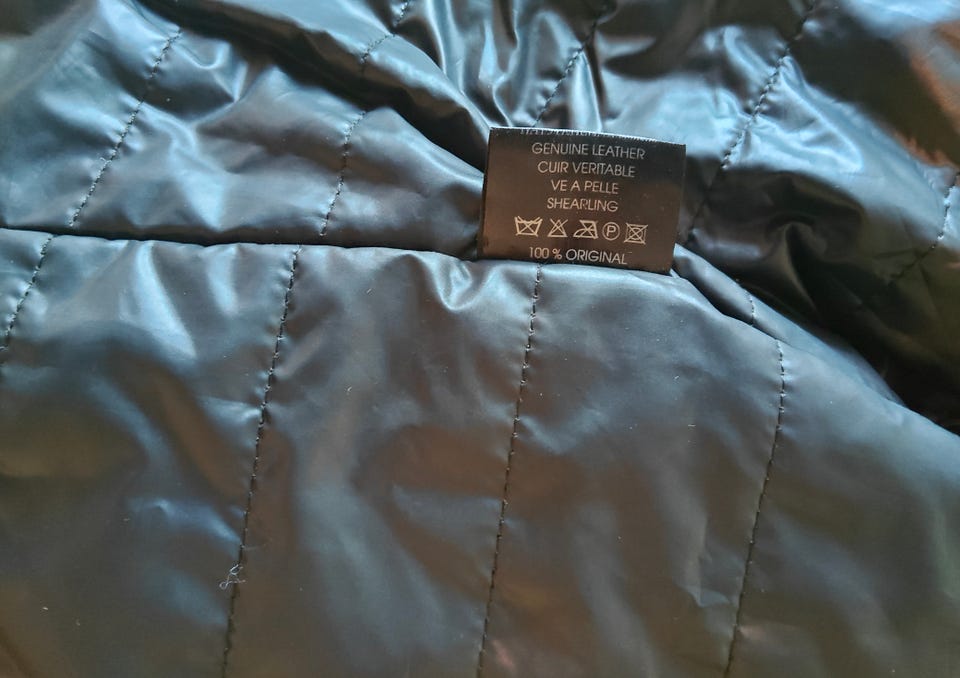 GENUINE LEATHER
CUIR VERITABLE
VE A PELLE
SHEARLING
P
100 % ORIGINAL